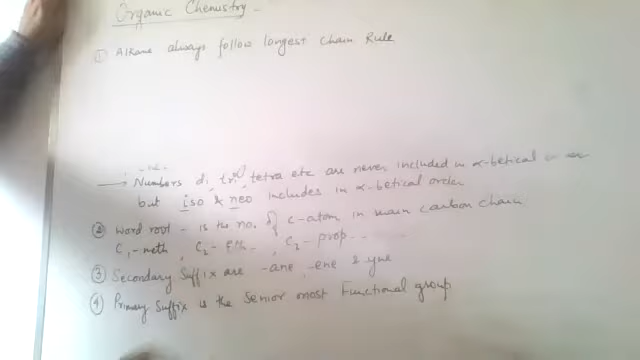 Organic Chemistry -
① Alkane always follow longest chain Rule
→ Numbers di, tri, tetra etc are never included in α-betical
but iso & neo includes in α-betical order
② Word root - is the no. of c-atom in main carbon chain
C₁-meth, C₂-Eth-, C₃-prop--
③ Secondary Suffix are -ane, -ene & yne
④ Primary Suffix is the Senior most Functional group